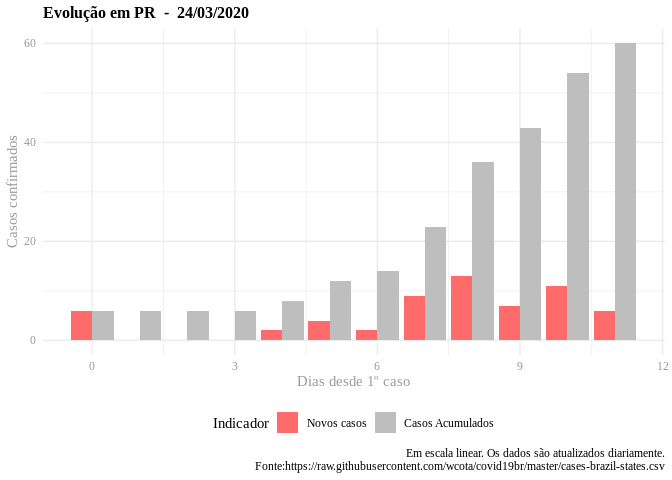 Evolução em PR  -  24/03/2020
60
40
20
0
Casos confirmados
0 3 6 9 12
Dias desde 1º caso
Indicador Novos casos Casos Acumulados
Em escala linear. Os dados são atualizados diariamente.
Fonte:https://raw.githubusercontent.com/wcota/covid19br/master/cases-brazil-states.csv